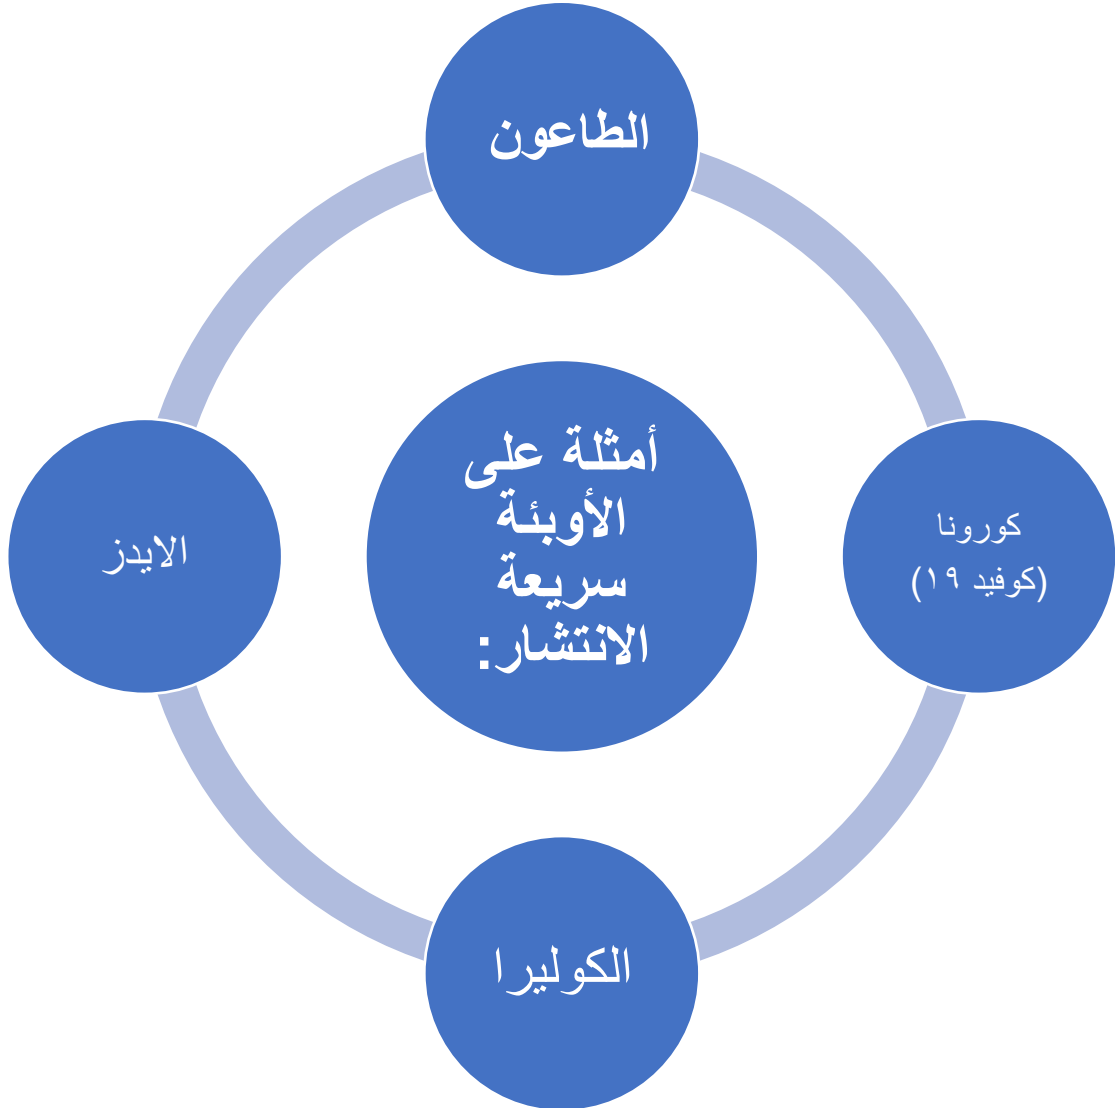 الطاعون
أمثلة على
الأوبئة
سريعة
الانتشار:
كورونا
(كوفيد ١٩)
الايدز
الكوليرا